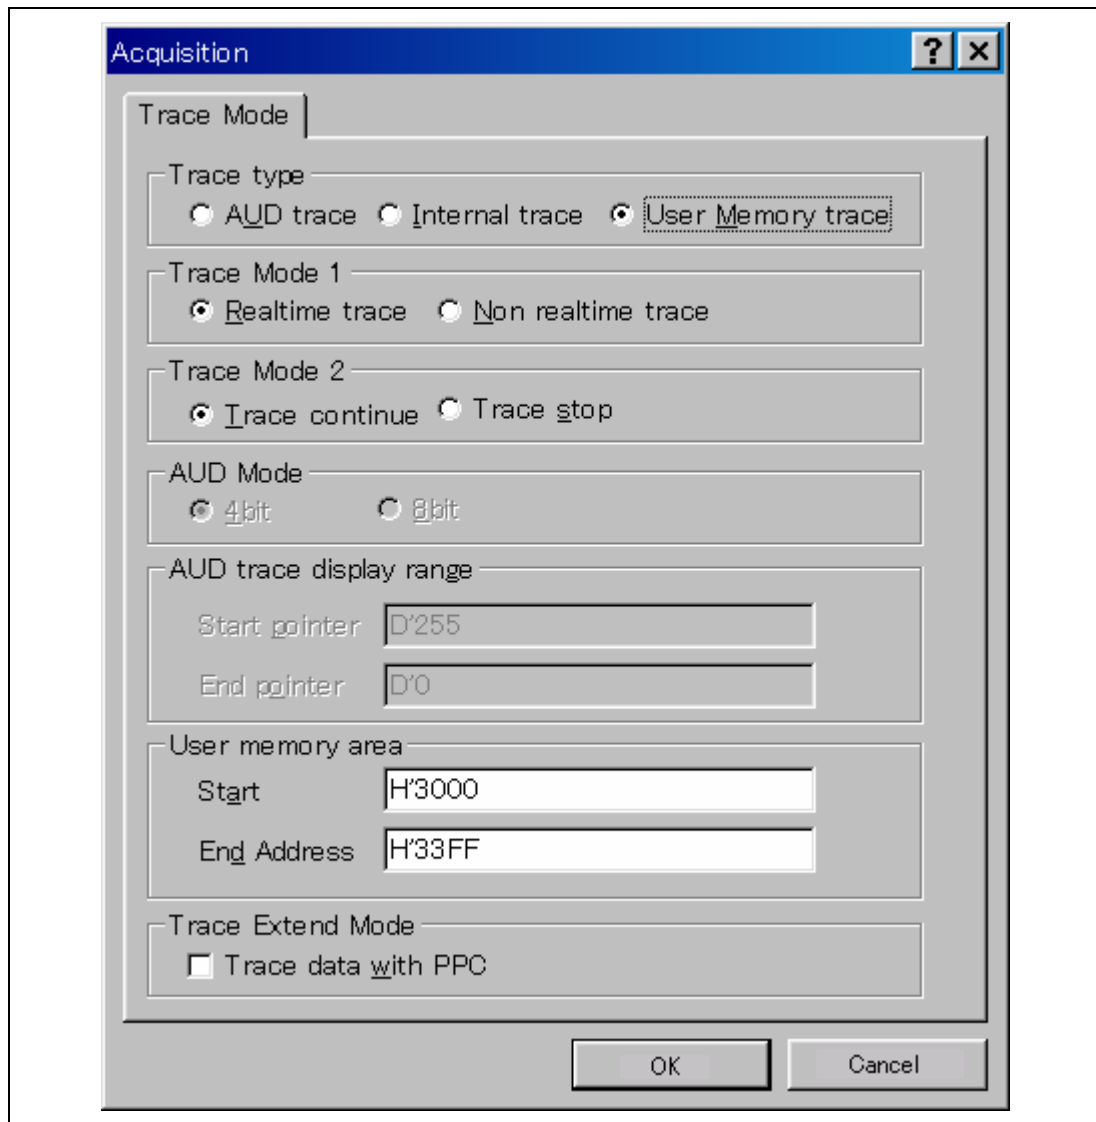 Acquisition
Trace Mode
Trace type
AUD trace Internal trace User Memory trace
Trace Mode 1
Realtime trace Non realtime trace
Trace Mode 2
Trace continue Trace stop
AUD Mode
4bit 8bit
AUD trace display range
Start pointer D'255
End pointer D'0
User memory area
Start H'3000
End Address H'33FF
Trace Extend Mode
Trace data with PPC
OK Cancel